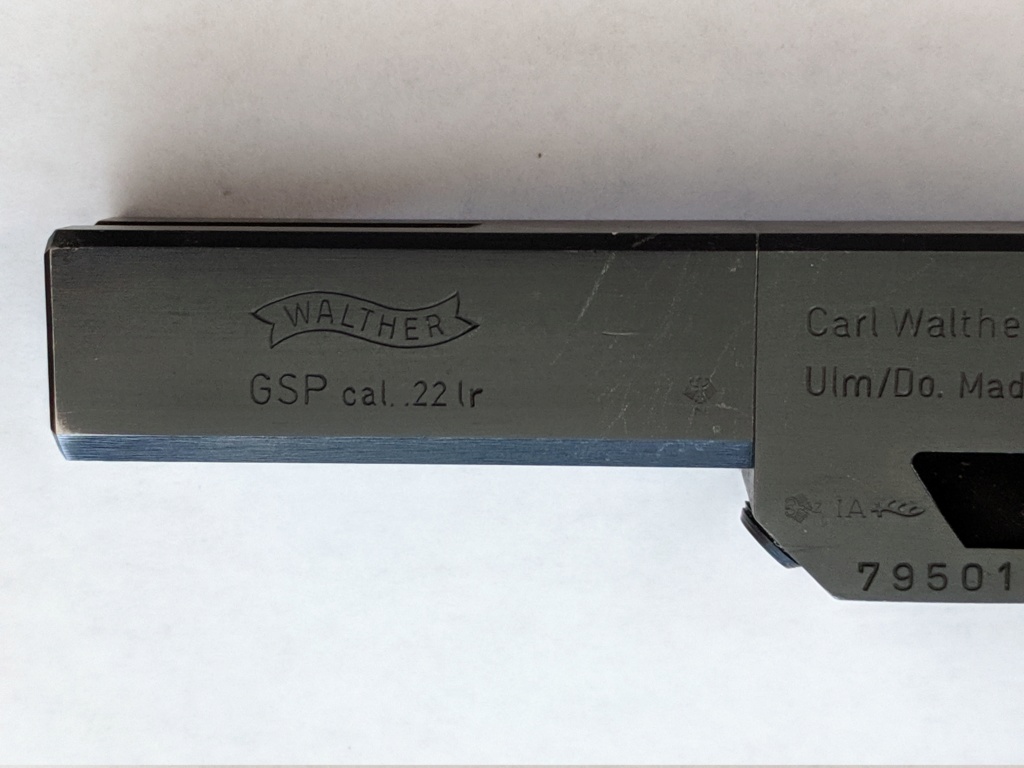 WALTHER
GSP cal. .22 lr
Carl Walthe
Ulm/Do. Mad
IA
79501